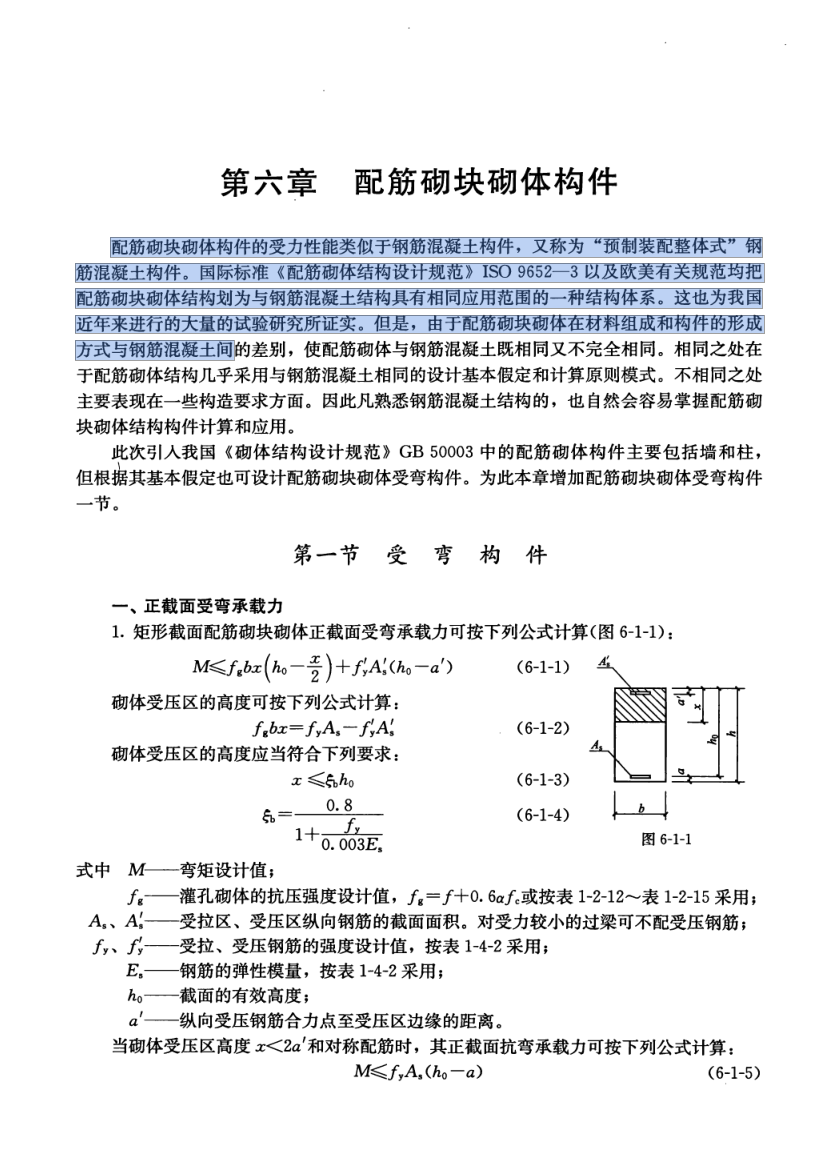 第六章 配筋砌块砌体构件
配筋砌块砌体构件的受力性能类似于钢筋混凝土构件，又称为“预制装配整体式”钢
筋混凝土构件。国际标准《配筋砌体结构设计规范》ISO 9652—3 以及欧美有关规范均把
配筋砌块砌体结构划为与钢筋混凝土结构具有相同应用范围的一种结构体系。这也为我国
近年来进行的大量的试验研究所证实。但是，由于配筋砌块砌体在材料组成和构件的形成
方式与钢筋混凝土间的差别，使配筋砌体与钢筋混凝土既相同又不完全相同。相同之处在
于配筋砌体结构几乎采用与钢筋混凝土相同的设计基本假定和计算原则模式。不相同之处
主要表现在一些构造要求方面。因此凡熟悉钢筋混凝土结构的，也自然会容易掌握配筋砌
块砌体结构构件计算和应用。
此次引入我国《砌体结构设计规范》GB 50003 中的配筋砌体构件主要包括墙和柱，
但根据其基本假定也可设计配筋砌块砌体受弯构件。为此本章增加配筋砌块砌体受弯构件
一节。
第一节 受弯构件
一、正截面受弯承载力
1. 矩形截面配筋砌块砌体正截面受弯承载力可按下列公式计算(图 6-1-1)：
M≤f_g bx(h₀－x/2)＋f′_y A′_s(h₀－a′) (6-1-1)
砌体受压区的高度可按下列公式计算：
f_g bx＝f_y A_s－f′_y A′_s (6-1-2)
砌体受压区的高度应当符合下列要求：
x ≤ξ_b h₀ (6-1-3)
ξ_b＝0.8/(1＋f_y/(0.003E_s)) (6-1-4)
A′_s
a′
x
h₀
h
A_s
a
b
图 6-1-1
式中 M——弯矩设计值；
f_g——灌孔砌体的抗压强度设计值，f_g＝f＋0.6αf_c或按表 1-2-12～表 1-2-15 采用；
A_s、A′_s——受拉区、受压区纵向钢筋的截面面积。对受力较小的过梁可不配受压钢筋；
f_y、f′_y——受拉、受压钢筋的强度设计值，按表 1-4-2 采用；
E_s——钢筋的弹性模量，按表 1-4-2 采用；
h₀——截面的有效高度；
a′——纵向受压钢筋合力点至受压区边缘的距离。
当砌体受压区高度 x＜2a′和对称配筋时，其正截面抗弯承载力可按下列公式计算：
M≤f_y A_s(h₀－a) (6-1-5)